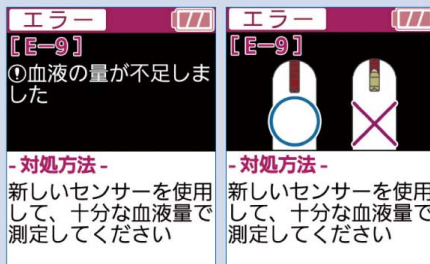 エラー
[E-9]
①血液の量が不足しま
した
- 対処方法 -
新しいセンサーを使用
して、十分な血液量で
測定してください
エラー
[E-9]
- 対処方法 -
新しいセンサーを使用
して、十分な血液量で
測定してください